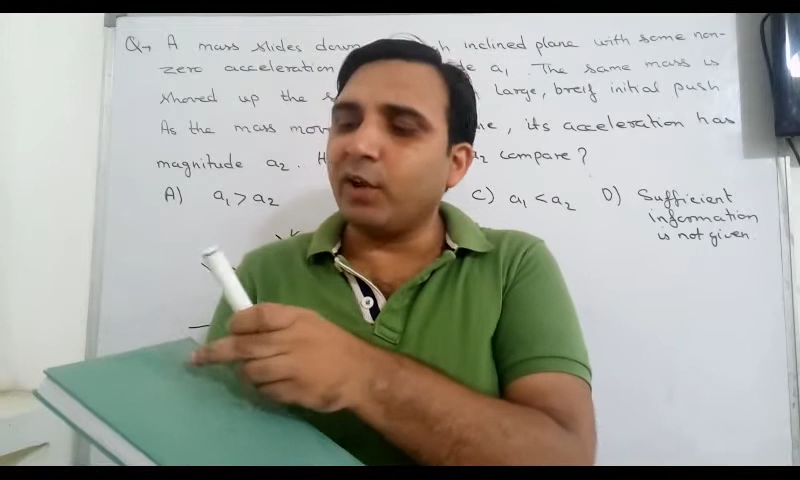 Q→ A mass slides down inclined plane with some non-
zero acceleration a₁. The same mass is
shoved up the large, breif initial push
As the mass mov , its acceleration has
magnitude a₂. a₂ compare?
A) a₁ > a₂ C) a₁ < a₂ D) Sufficient
information
is not given.